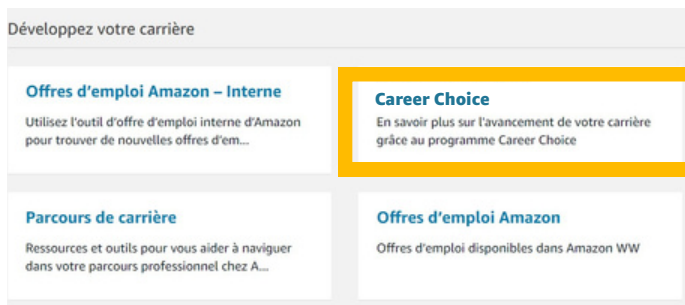 Développez votre carrière
Offres d’emploi Amazon – Interne
Utilisez l'outil d'offre d'emploi interne d'Amazon
pour trouver de nouvelles offres d'em...
Career Choice
En savoir plus sur l'avancement de votre carrière
grâce au programme Career Choice
Parcours de carrière
Ressources et outils pour vous aider à naviguer
dans votre parcours professionnel chez A...
Offres d’emploi Amazon
Offres d'emploi disponibles dans Amazon WW